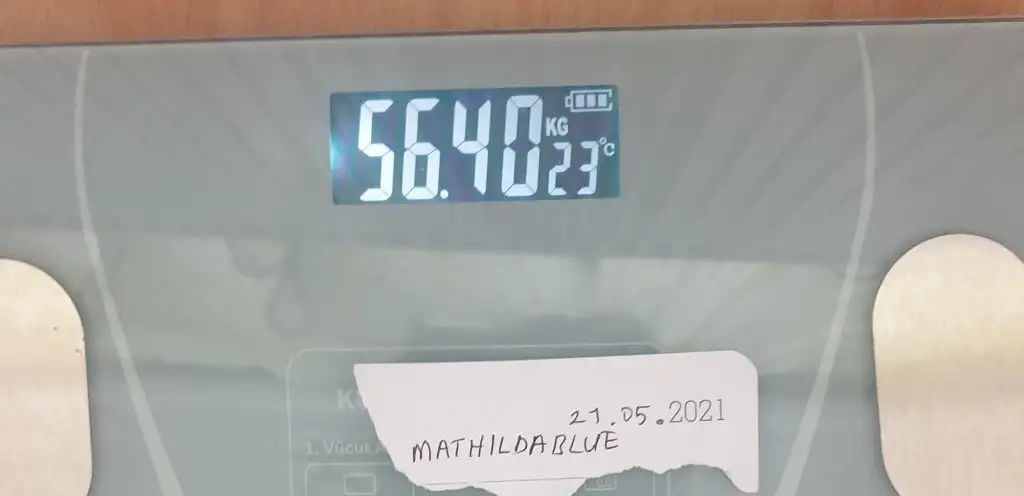 56.40 KG
23°C
21.05.2021
MATHILDABLUE
1. Vücut